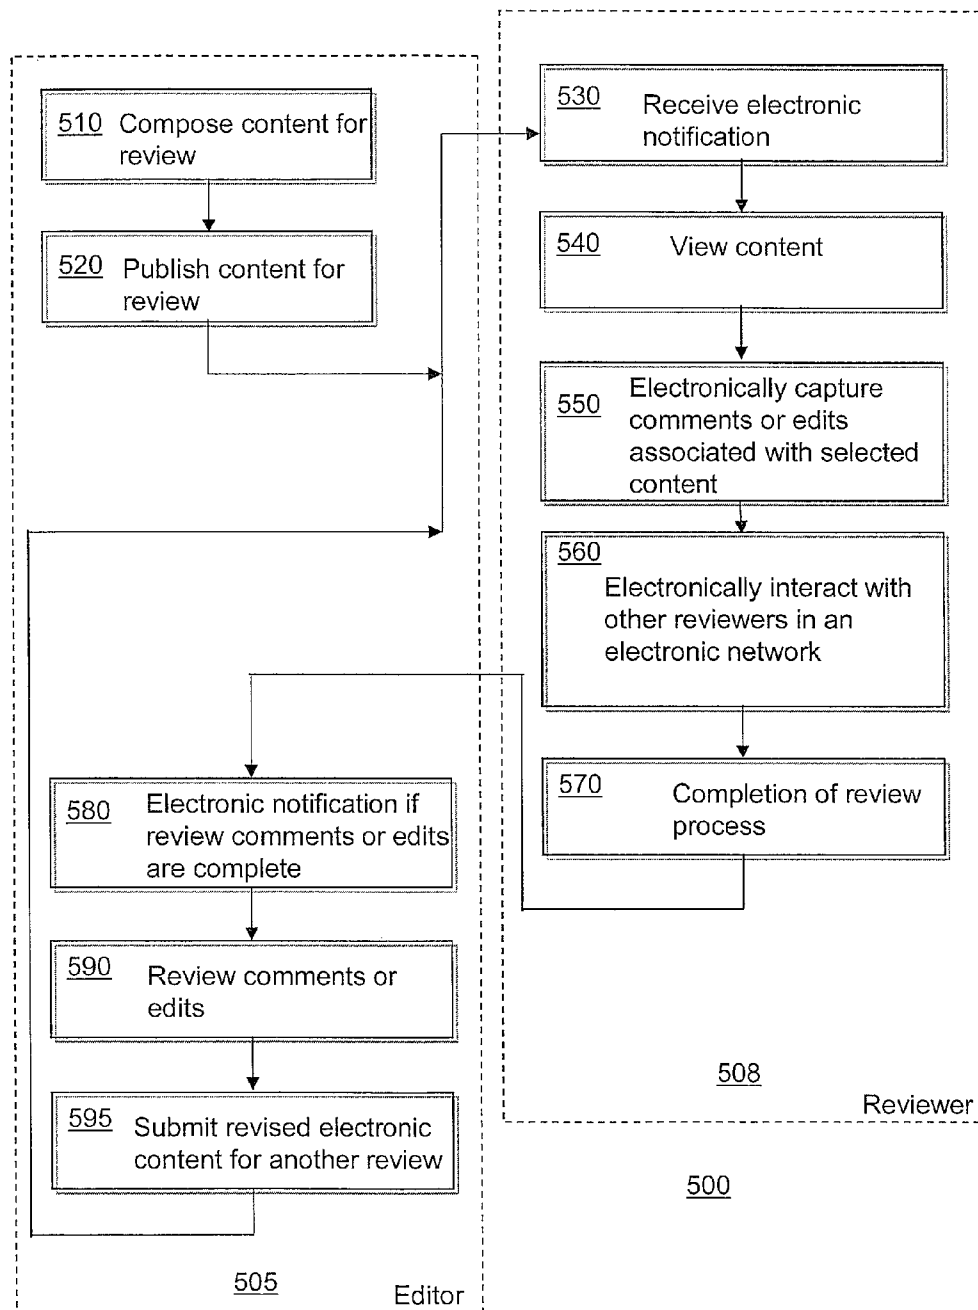 510 Compose content for
review
520 Publish content for
review
530 Receive electronic
notification
540 View content
550 Electronically capture
comments or edits
associated with selected
content
560
Electronically interact with
other reviewers in an
electronic network
570 Completion of review
process
580 Electronic notification if
review comments or edits
are complete
590 Review comments or
edits
595 Submit revised electronic
content for another review
508
Reviewer
500
505
Editor